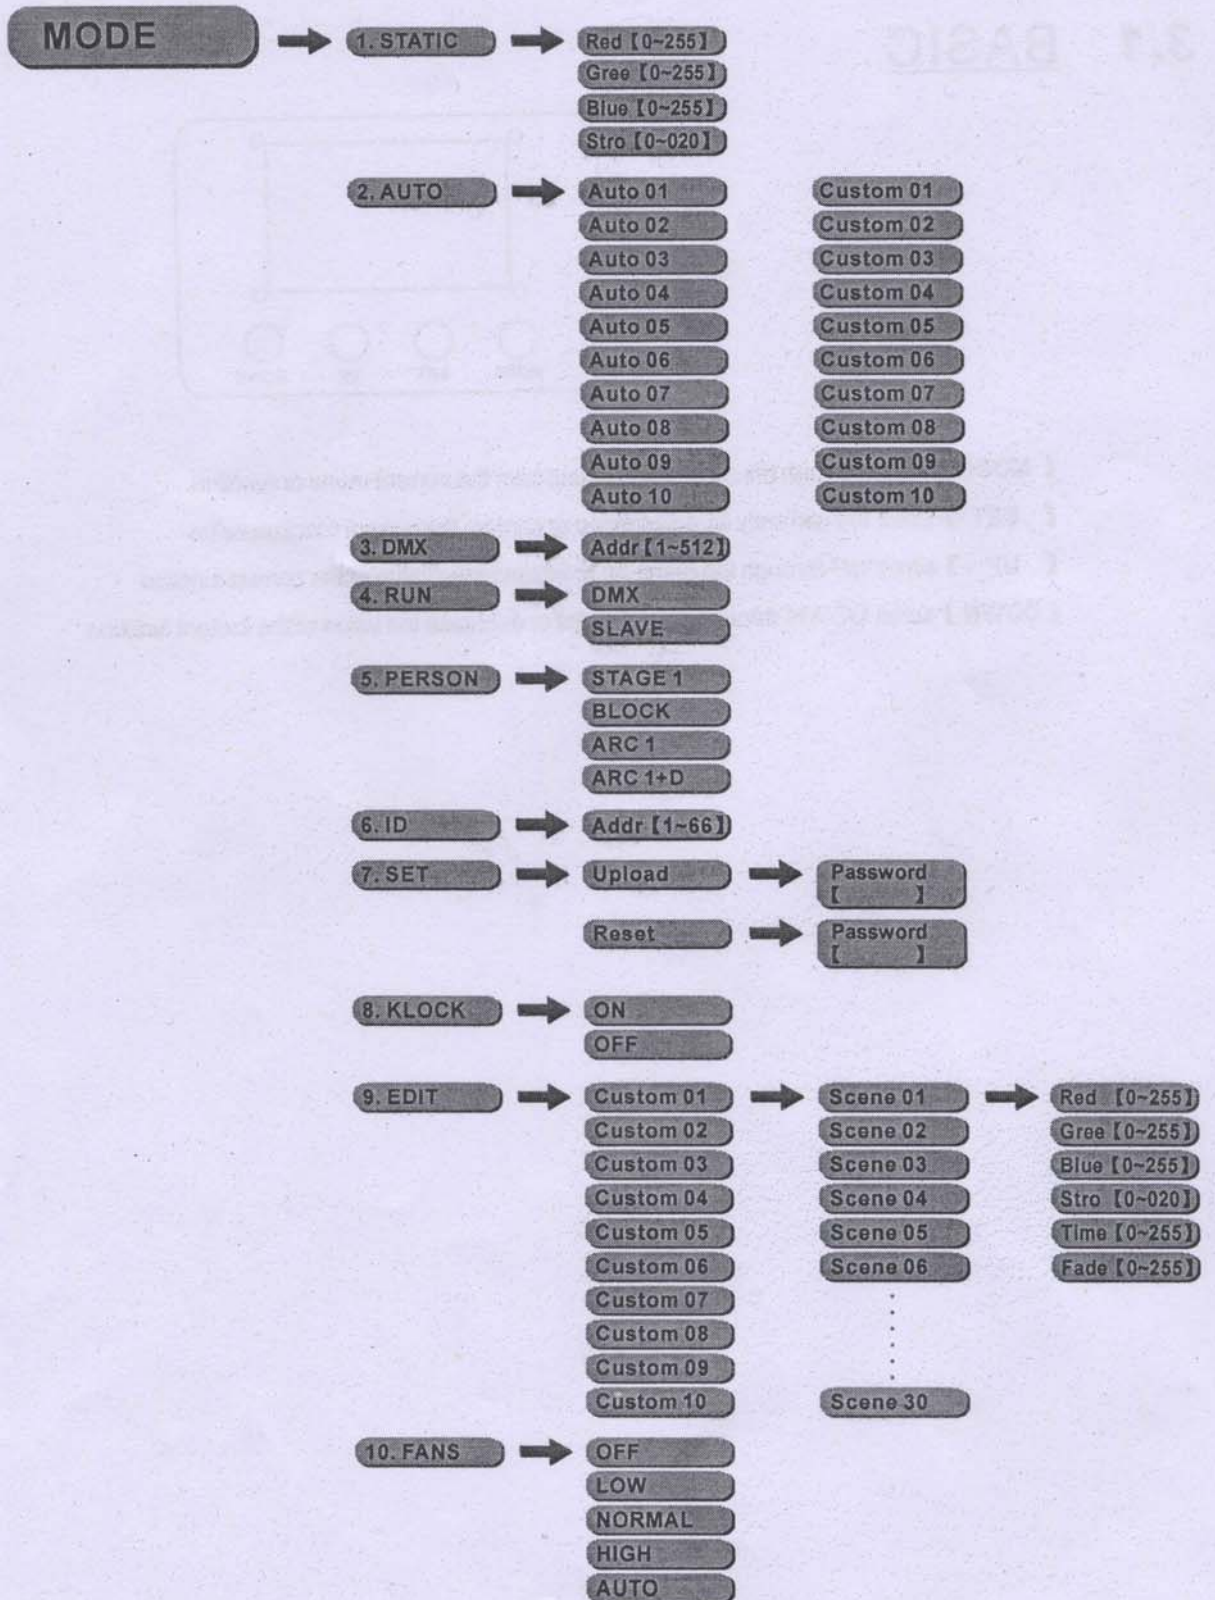 MODE
1. STATIC
Red【0~255】
Gree【0~255】
Blue【0~255】
Stro【0~020】
2. AUTO
Auto 01
Auto 02
Auto 03
Auto 04
Auto 05
Auto 06
Auto 07
Auto 08
Auto 09
Auto 10
Custom 01
Custom 02
Custom 03
Custom 04
Custom 05
Custom 06
Custom 07
Custom 08
Custom 09
Custom 10
3. DMX
Addr【1~512】
4. RUN
DMX
SLAVE
5. PERSON
STAGE 1
BLOCK
ARC 1
ARC 1+D
6. ID
Addr【1~66】
7. SET
Upload
Password
【 】
Reset
Password
【 】
8. KLOCK
ON
OFF
9. EDIT
Custom 01
Custom 02
Custom 03
Custom 04
Custom 05
Custom 06
Custom 07
Custom 08
Custom 09
Custom 10
Scene 01
Scene 02
Scene 03
Scene 04
Scene 05
Scene 06
Scene 30
Red【0~255】
Gree【0~255】
Blue【0~255】
Stro【0~020】
Time【0~255】
Fade【0~255】
10. FANS
OFF
LOW
NORMAL
HIGH
AUTO
3.1 BASIC